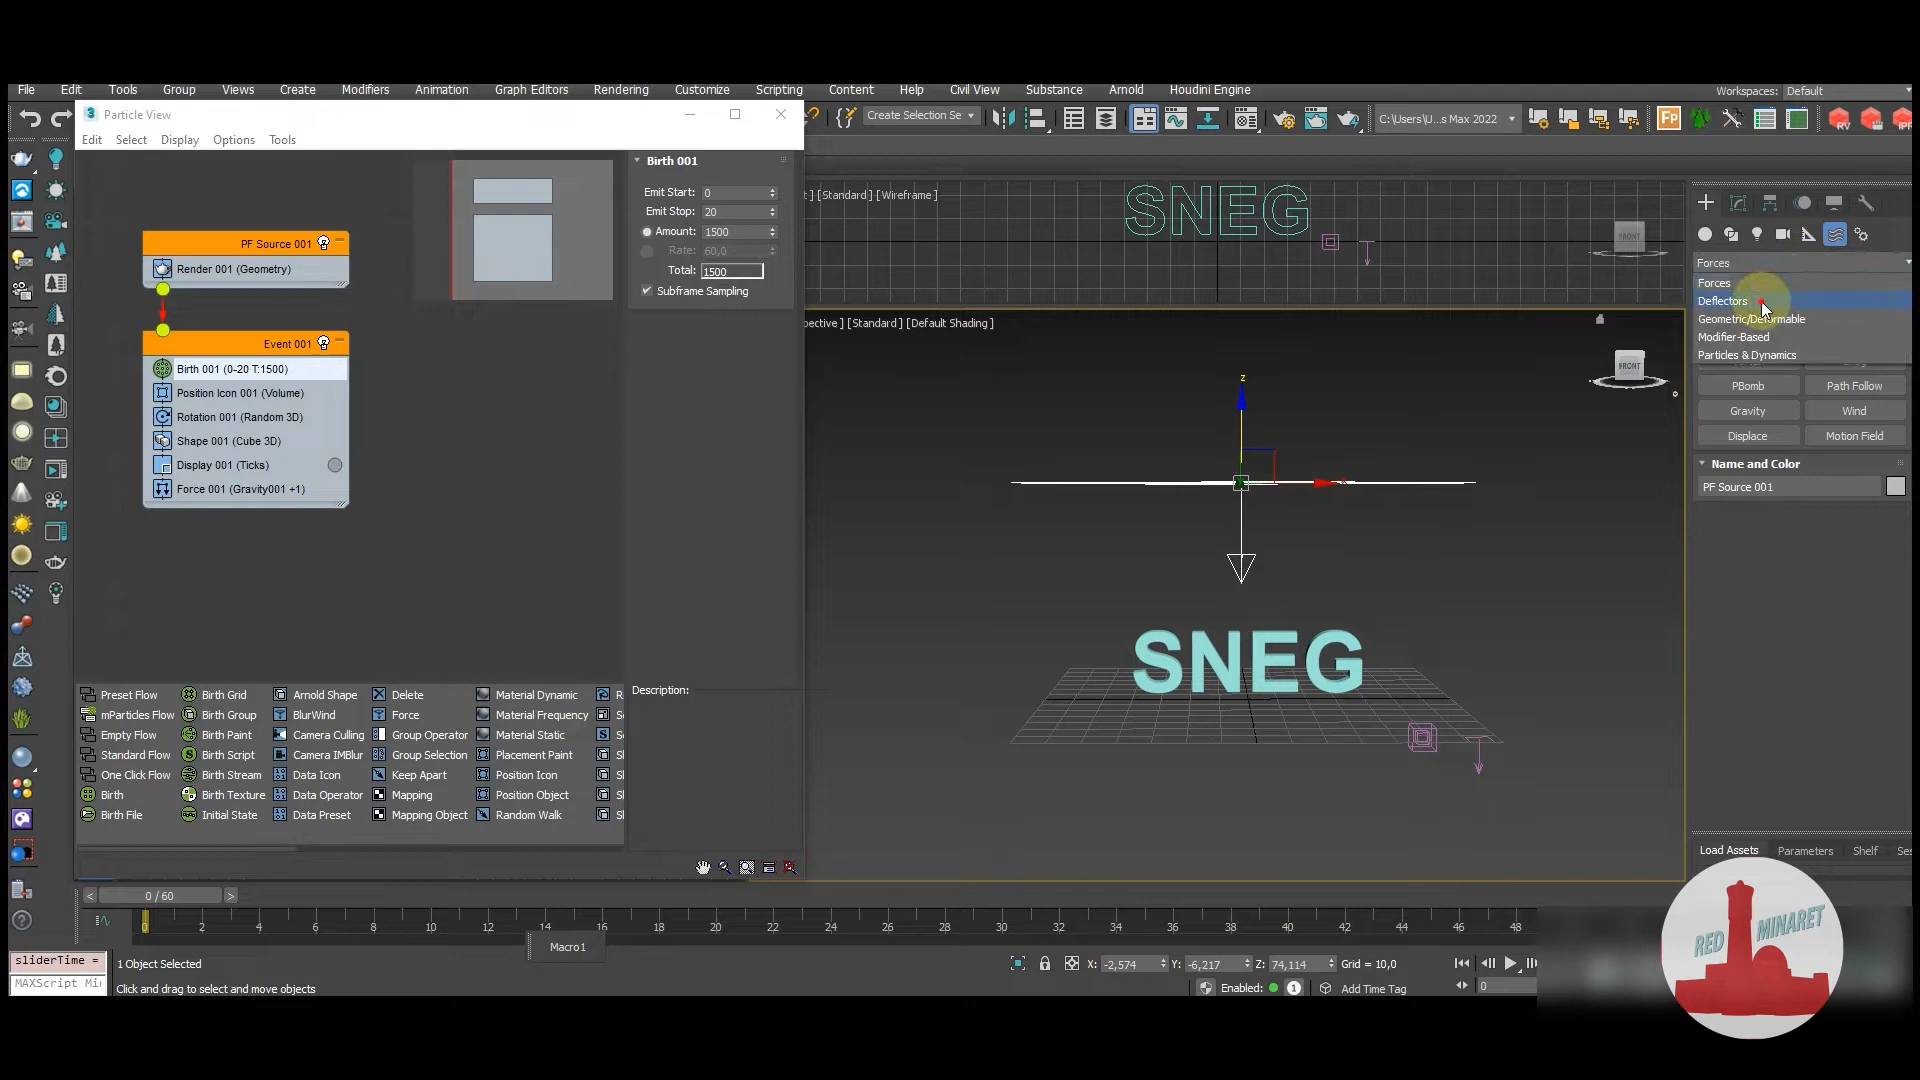 File Edit Tools Group Views Create Modifiers Animation Graph Editors Rendering Customize Scripting Content Help Civil View Substance Arnold Houdini Engine
Workspaces: Default
Particle View
Create Selection Se
C:\Users\U...s Max 2022
Fp
RV
IPR
Edit Select Display Options Tools
PF Source 001
Render 001 (Geometry)
Event 001
Birth 001 (0-20 T:1500)
Position Icon 001 (Volume)
Rotation 001 (Random 3D)
Shape 001 (Cube 3D)
Display 001 (Ticks)
Force 001 (Gravity001 +1)
Birth 001
Emit Start: 0
Emit Stop: 20
Amount: 1500
Rate: 60,0
Total: 1500
Subframe Sampling
[Standard] [Wireframe]
SNEG
FRONT
[Standard] [Default Shading]
z
FRONT
SNEG
Forces
Forces
Deflectors
Geometric/Deformable
Modifier-Based
Particles & Dynamics
PBomb Path Follow
Gravity Wind
Displace Motion Field
Name and Color
PF Source 001
Preset Flow Birth Grid Arnold Shape Delete Material Dynamic
mParticles Flow Birth Group BlurWind Force Material Frequency
Empty Flow Birth Paint Camera Culling Group Operator Material Static
Standard Flow Birth Script Camera IMBlur Group Selection Placement Paint
One Click Flow Birth Stream Data Icon Keep Apart Position Icon
Birth Birth Texture Data Operator Mapping Position Object
Birth File Initial State Data Preset Mapping Object Random Walk
Description:
Load Assets Parameters Shelf
< 0 / 60 >
0 2 4 6 8 10 12 14 16 18 20 22 24 26 28 30 32 34 36 38 40 42 44 46 48
Macro1
sliderTime =
1 Object Selected
X: -2,574 Y: -6,217 Z: 74,114 Grid = 10,0
MAXScript Mi
Click and drag to select and move objects
Enabled: 1 Add Time Tag
0
RED MINARET